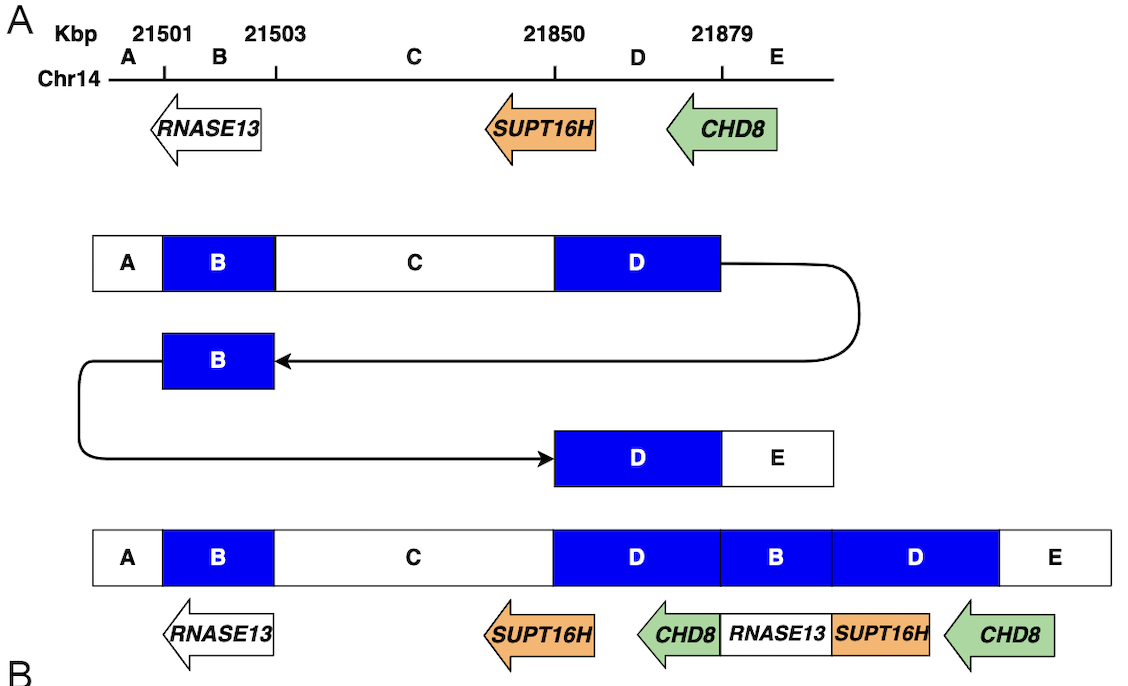 A
Kbp 21501 21503 21850 21879
A B C D E
Chr14
RNASE13 SUPT16H CHD8
A B C D
B
D E
A B C D B D E
RNASE13 SUPT16H CHD8 RNASE13 SUPT16H CHD8
B